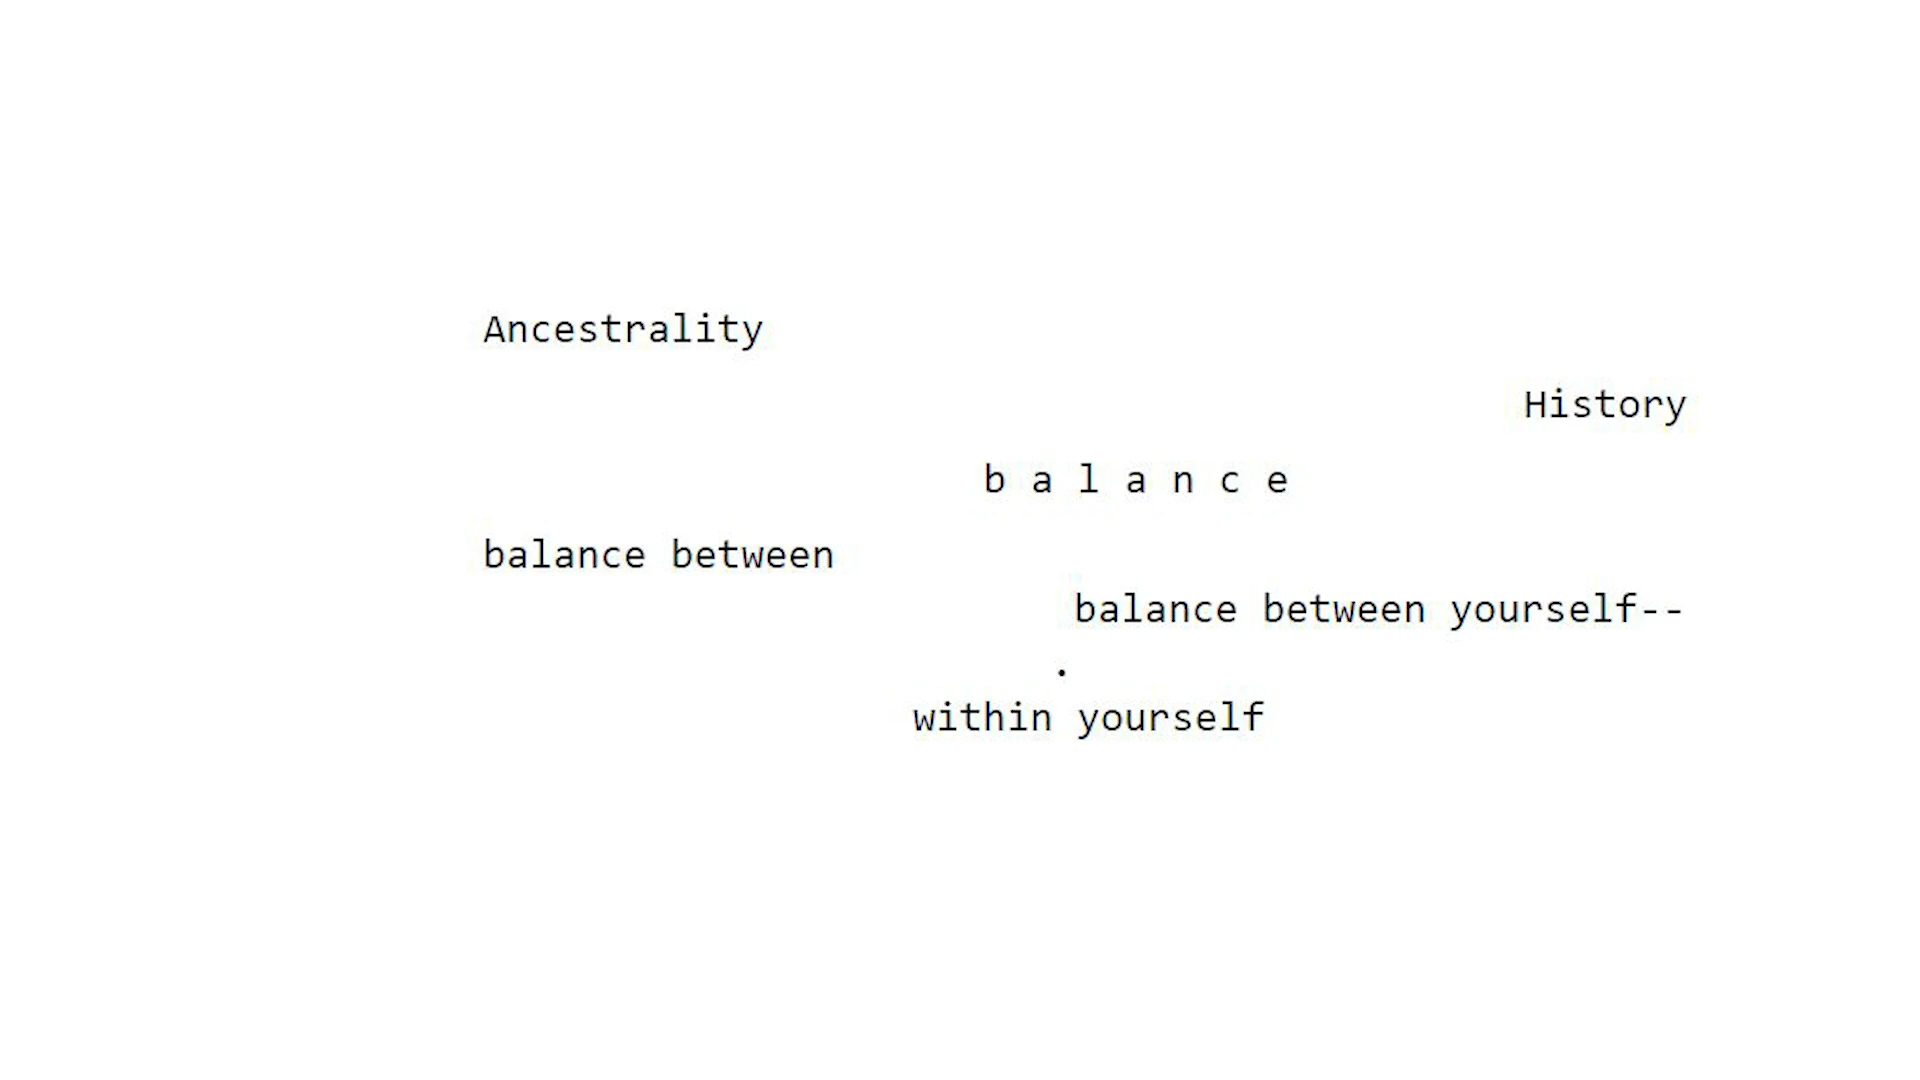 Ancestrality
History
b a l a n c e
balance between
balance between yourself--
.
within yourself